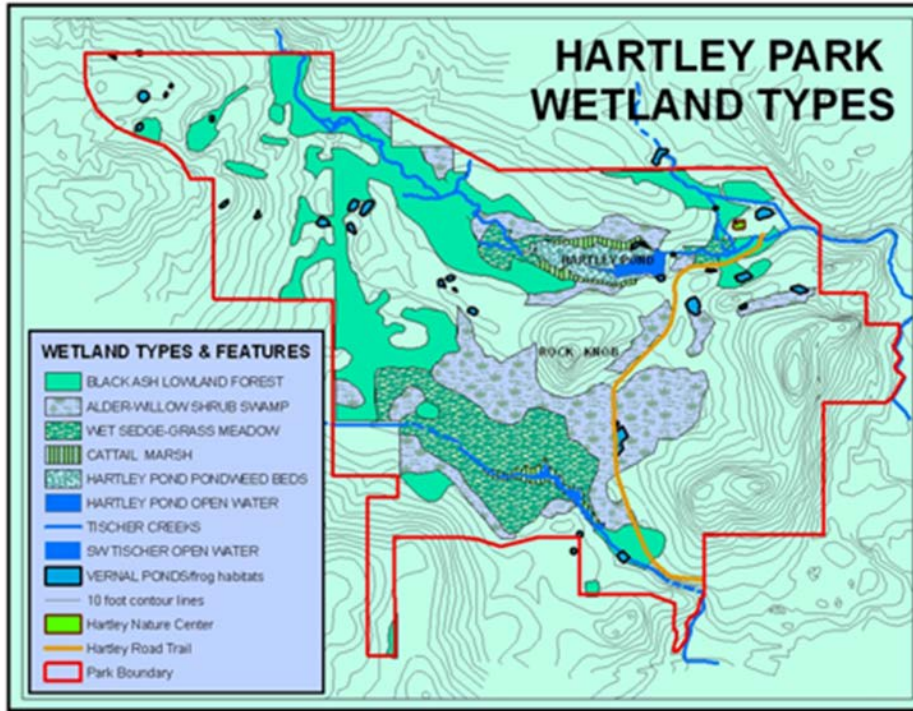 HARTLEY PARK
WETLAND TYPES
HARTLEY POND
ROCK KNOB
WETLAND TYPES & FEATURES
BLACK ASH LOWLAND FOREST
ALDER-WILLOW SHRUB SWAMP
WET SEDGE-GRASS MEADOW
CATTAIL MARSH
HARTLEY POND PONDWEED BEDS
HARTLEY POND OPEN WATER
TISCHER CREEKS
SW TISCHER OPEN WATER
VERNAL PONDS/frog habitats
10 foot contour lines
Hartley Nature Center
Hartley Road Trail
Park Boundary